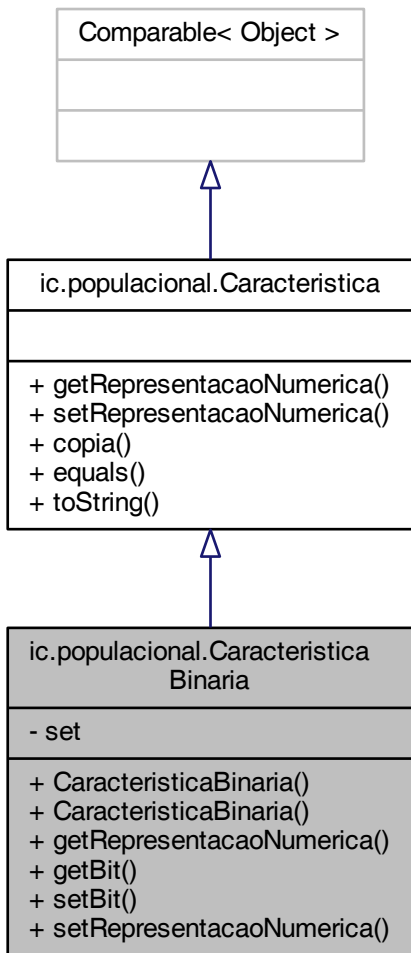 Comparable< Object >
ic.populacional.Caracteristica
+ getRepresentacaoNumerica()
+ setRepresentacaoNumerica()
+ copia()
+ equals()
+ toString()
ic.populacional.Caracteristica
Binaria
- set
+ CaracteristicaBinaria()
+ CaracteristicaBinaria()
+ getRepresentacaoNumerica()
+ getBit()
+ setBit()
+ setRepresentacaoNumerica()